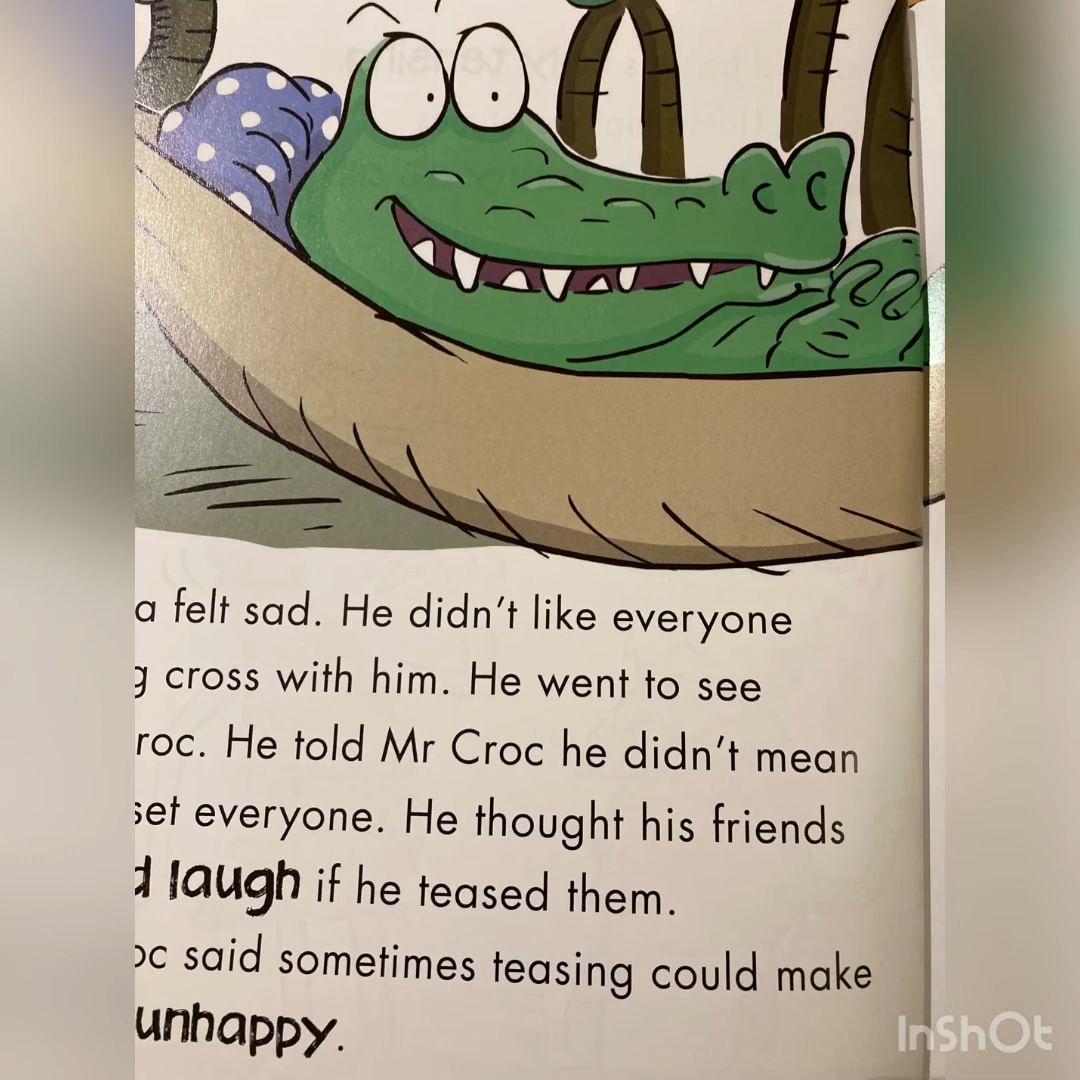 a felt sad. He didn't like everyone
g cross with him. He went to see
roc. He told Mr Croc he didn't mean
set everyone. He thought his friends
d laugh if he teased them.
oc said sometimes teasing could make
unhappy.
InShOt